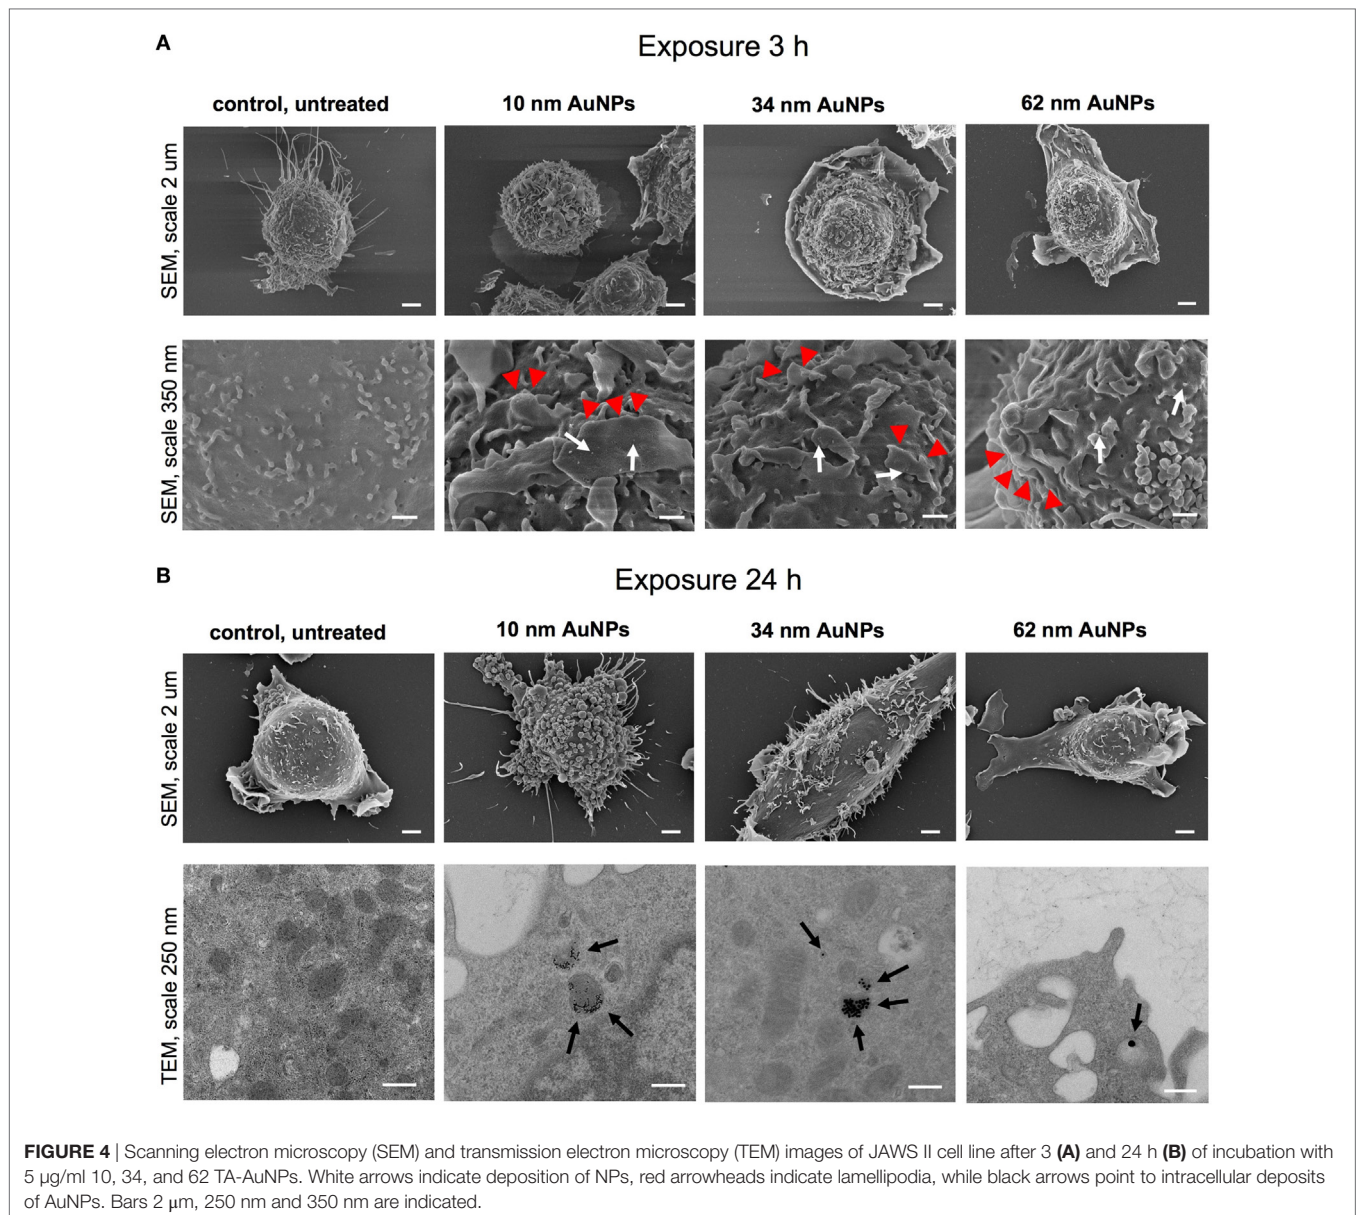 A
Exposure 3 h
control, untreated
10 nm AuNPs
34 nm AuNPs
62 nm AuNPs
SEM, scale 2 um
SEM, scale 350 nm
B
Exposure 24 h
control, untreated
10 nm AuNPs
34 nm AuNPs
62 nm AuNPs
SEM, scale 2 um
TEM, scale 250 nm
FIGURE 4 | Scanning electron microscopy (SEM) and transmission electron microscopy (TEM) images of JAWS II cell line after 3 (A) and 24 h (B) of incubation with
5 µg/ml 10, 34, and 62 TA-AuNPs. White arrows indicate deposition of NPs, red arrowheads indicate lamellipodia, while black arrows point to intracellular deposits
of AuNPs. Bars 2 µm, 250 nm and 350 nm are indicated.